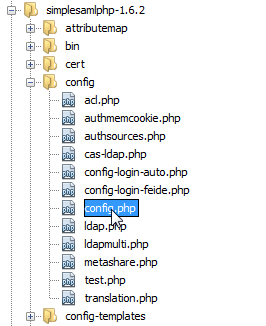 simplesamlphp-1.6.2
attributemap
bin
cert
config
acl.php
authmemcookie.php
authsources.php
cas-ldap.php
config-login-auto.php
config-login-feide.php
config.php
ldap.php
ldapmulti.php
metashare.php
test.php
translation.php
config-templates